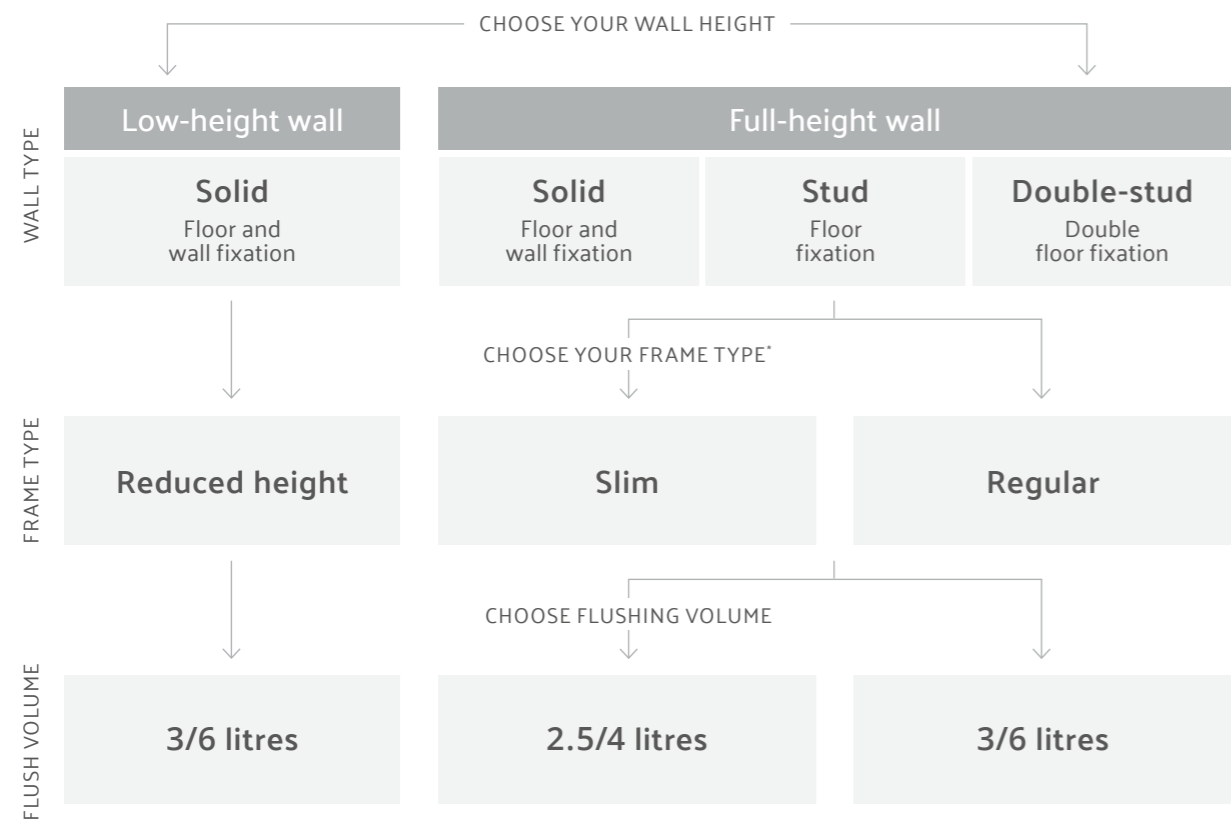 CHOOSE YOUR WALL HEIGHT
WALL TYPE
Low-height wall
Full-height wall
Solid
Floor and
wall fixation
Solid
Floor and
wall fixation
Stud
Floor
fixation
Double-stud
Double
floor fixation
CHOOSE YOUR FRAME TYPE*
FRAME TYPE
Reduced height
Slim
Regular
CHOOSE FLUSHING VOLUME
FLUSH VOLUME
3/6 litres
2.5/4 litres
3/6 litres